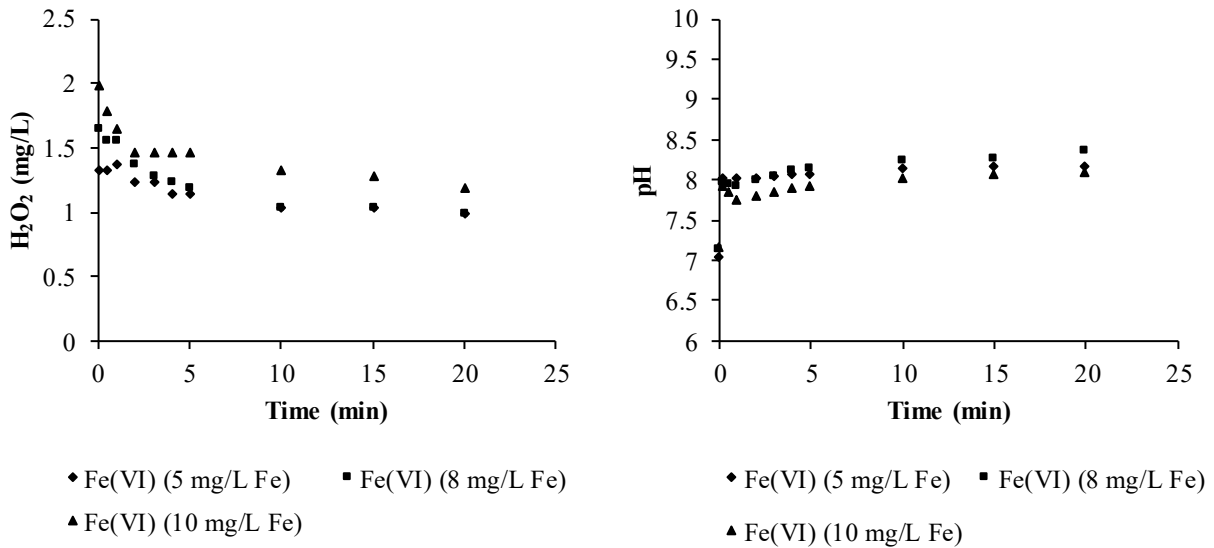 2.5
2
1.5
1
0.5
0
H₂O₂ (mg/L)
0 5 10 15 20 25
Time (min)
Fe(VI) (5 mg/L Fe) Fe(VI) (8 mg/L Fe)
Fe(VI) (10 mg/L Fe)
10
9.5
9
8.5
8
7.5
7
6.5
6
pH
0 5 10 15 20 25
Time (min)
Fe(VI) (5 mg/L Fe) Fe(VI) (8 mg/L Fe)
Fe(VI) (10 mg/L Fe)